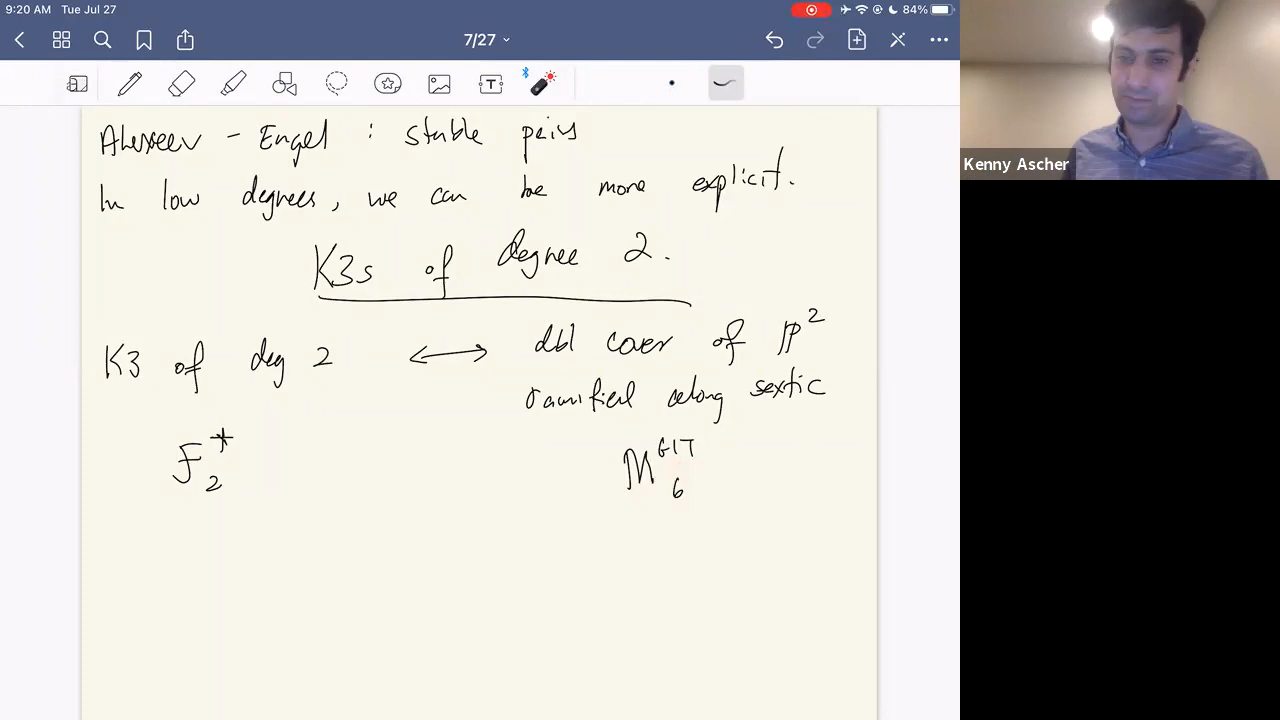 9:20 AM Tue Jul 27
84%
7/27
T
Kenny Ascher
Alexeev - Engel : stable pairs
In low degrees, we can be more explicit.
K3s of degree 2.
K3 of deg 2 ⟷ dbl cover of ℙ²
ramified along sextic
F₂* M₆^GIT